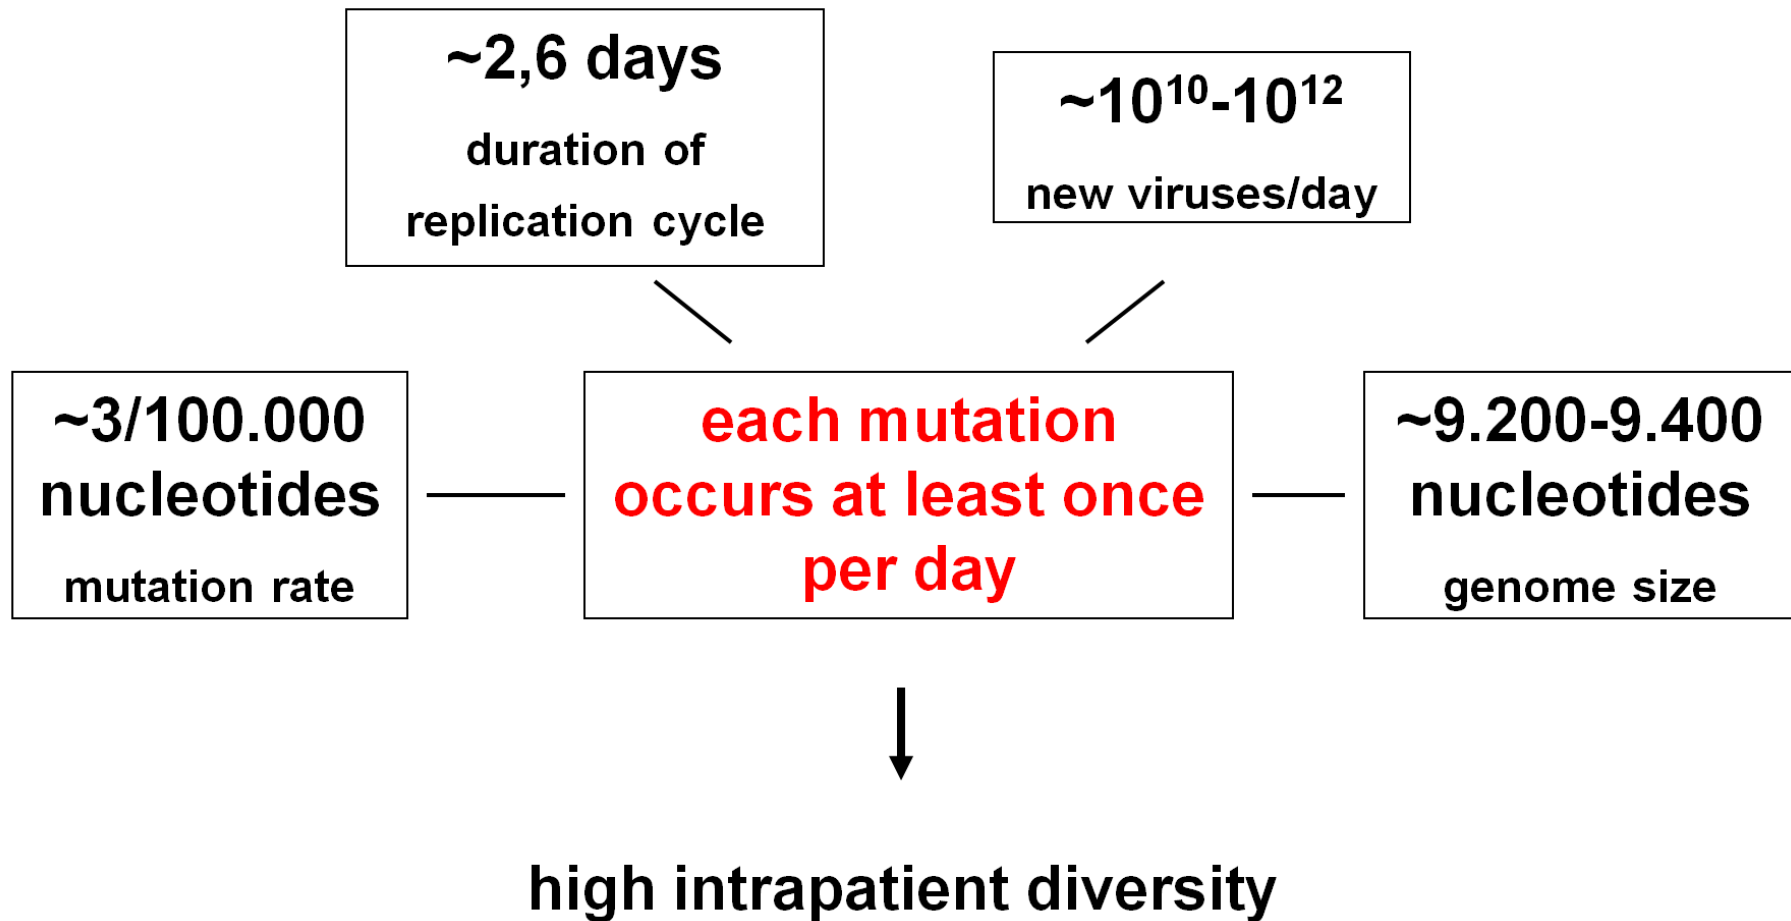 ~2,6 days
duration of
replication cycle
~10¹⁰-10¹²
new viruses/day
~3/100.000
nucleotides
mutation rate
each mutation
occurs at least once
per day
~9.200-9.400
nucleotides
genome size
high intrapatient diversity